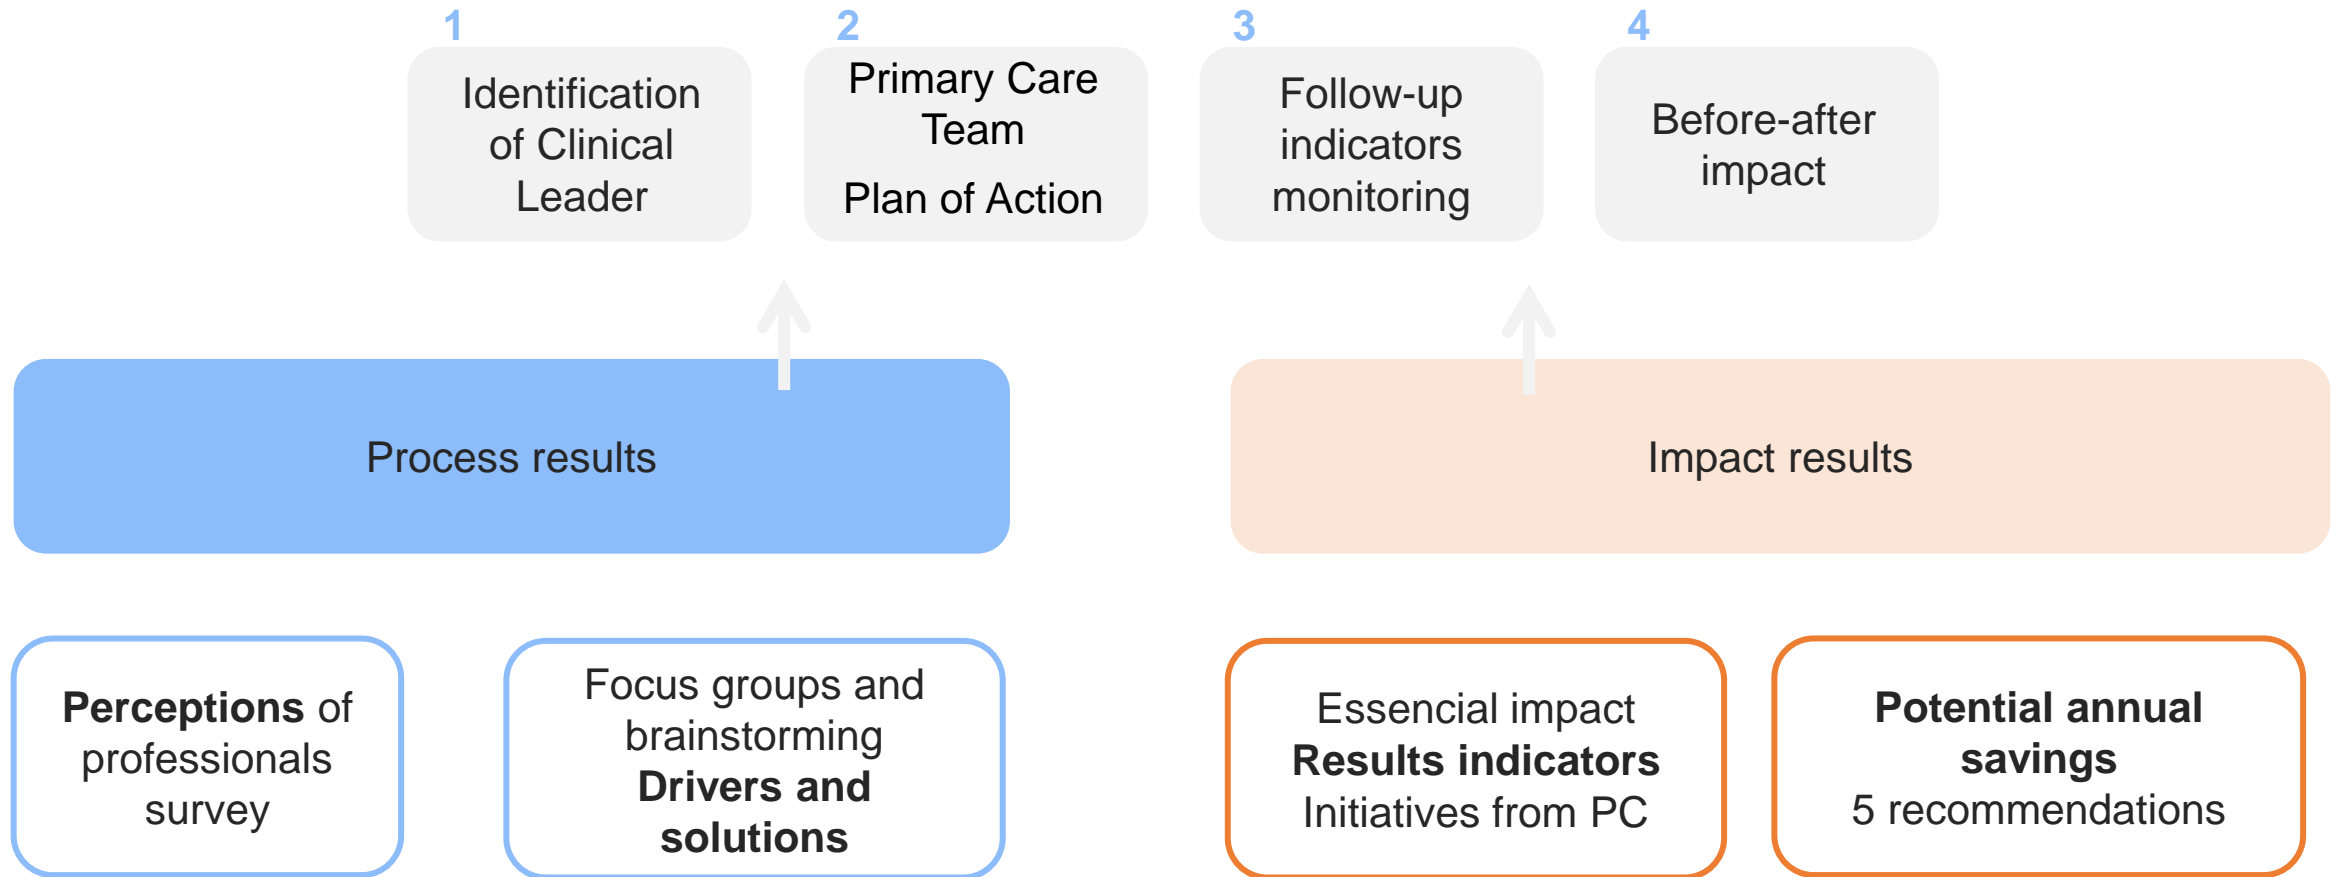 1
Identification
of Clinical
Leader
2
Primary Care
Team
Plan of Action
3
Follow-up
indicators
monitoring
4
Before-after
impact
Process results
Impact results
Perceptions of
professionals
survey
Focus groups and
brainstorming
Drivers and
solutions
Essencial impact
Results indicators
Initiatives from PC
Potential annual
savings
5 recommendations